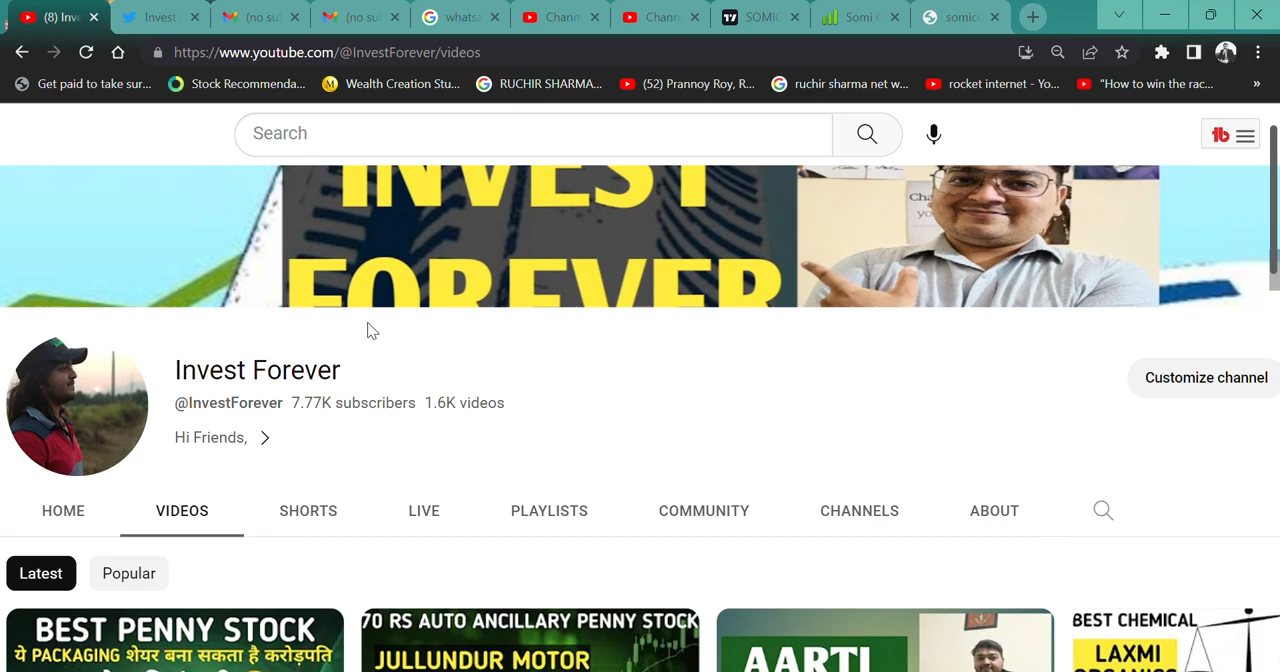 (8) Inve
Invest
(no sul
(no sul
whats
Chann
Chann
SOMIC
Somi C
somic
https://www.youtube.com/@InvestForever/videos
Get paid to take sur...
Stock Recommenda...
Wealth Creation Stu...
RUCHIR SHARMA...
(52) Prannoy Roy, R...
ruchir sharma net w...
rocket internet - Yo...
"How to win the rac...
»
Search
INVEST
FOREVER
Invest Forever
@InvestForever 7.77K subscribers 1.6K videos
Hi Friends,
Customize channel
HOME
VIDEOS
SHORTS
LIVE
PLAYLISTS
COMMUNITY
CHANNELS
ABOUT
Latest
Popular
BEST PENNY STOCK
ये PACKAGING शेयर बना सकता है करोड़पति
70 RS AUTO ANCILLARY PENNY STOCK
JULLUNDUR MOTOR
AARTI
BEST CHEMICAL
LAXMI
ORGANICS